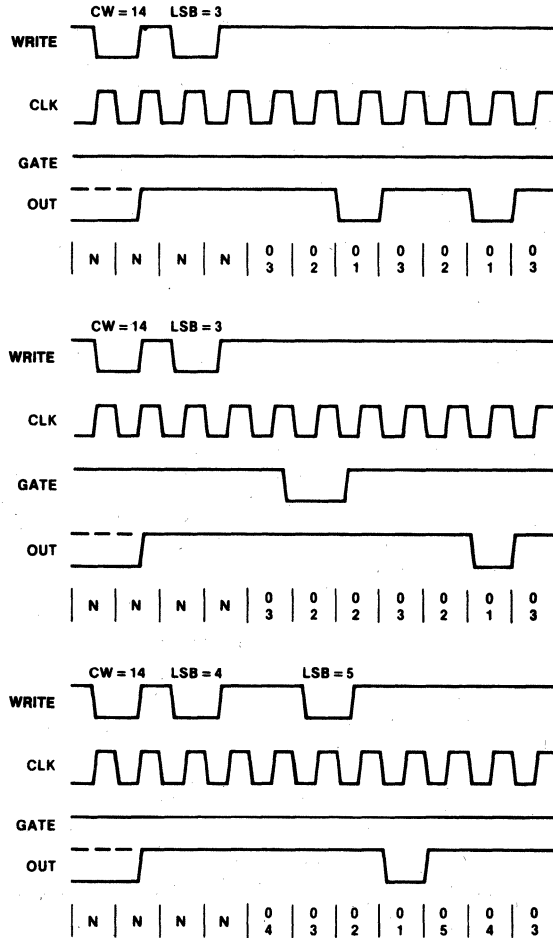 CW = 14 LSB = 3
WRITE
CLK
GATE
OUT
N N N N 0 0 0 0 0 0 0
3 2 1 3 2 1 3
CW = 14 LSB = 3
WRITE
CLK
GATE
OUT
N N N N 0 0 0 0 0 0 0
3 2 2 3 2 1 3
CW = 14 LSB = 4 LSB = 5
WRITE
CLK
GATE
OUT
N N N N 0 0 0 0 0 0 0
4 3 2 1 5 4 3